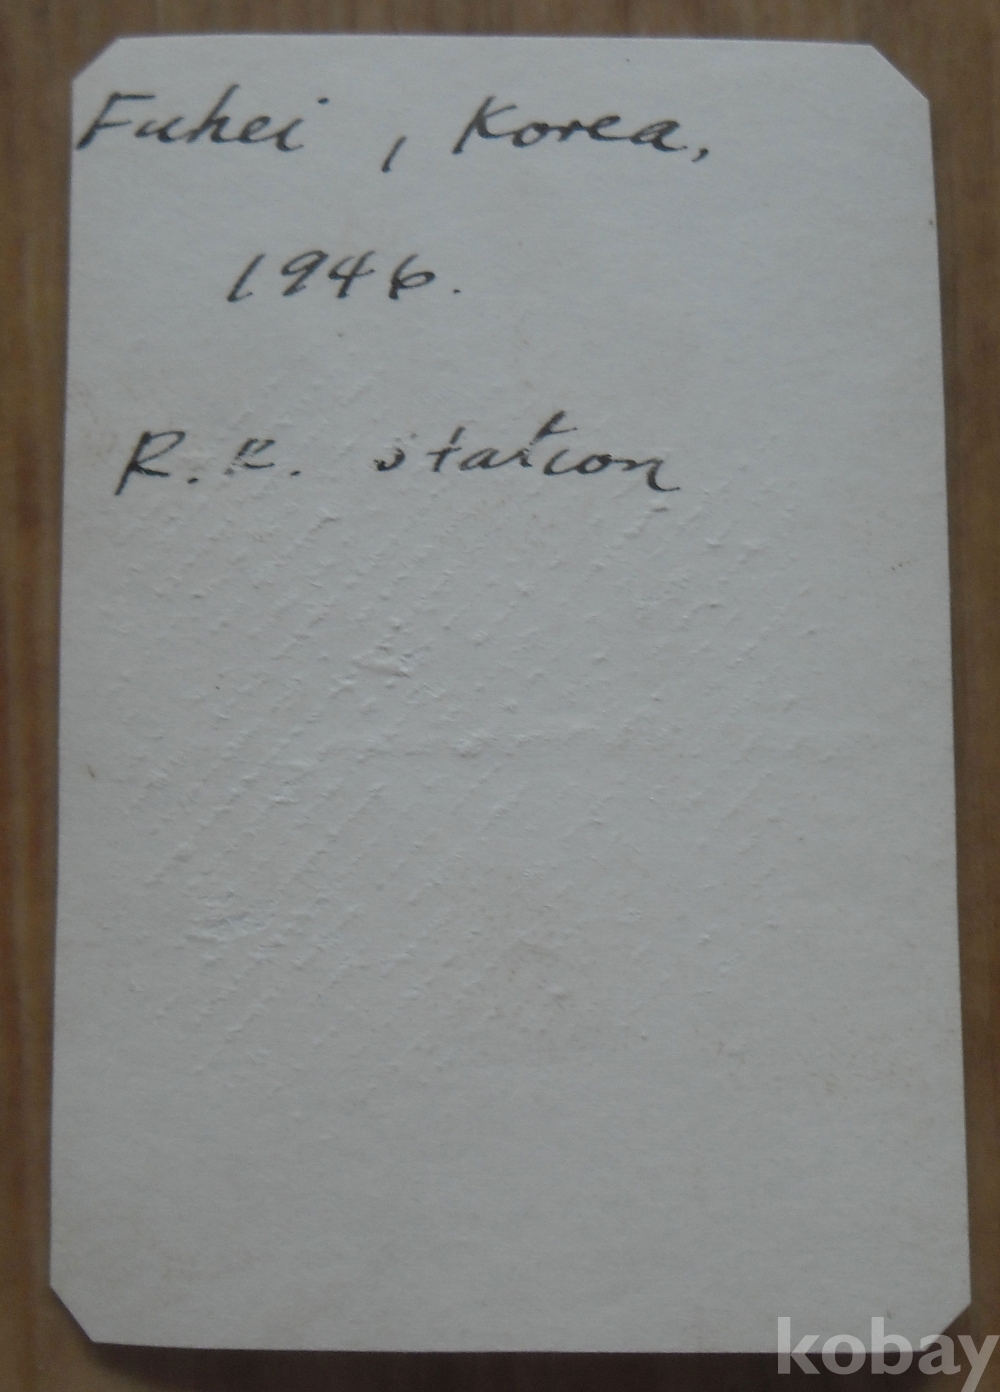 Fuhei, Korea,
1946.
R.R. station
kobay